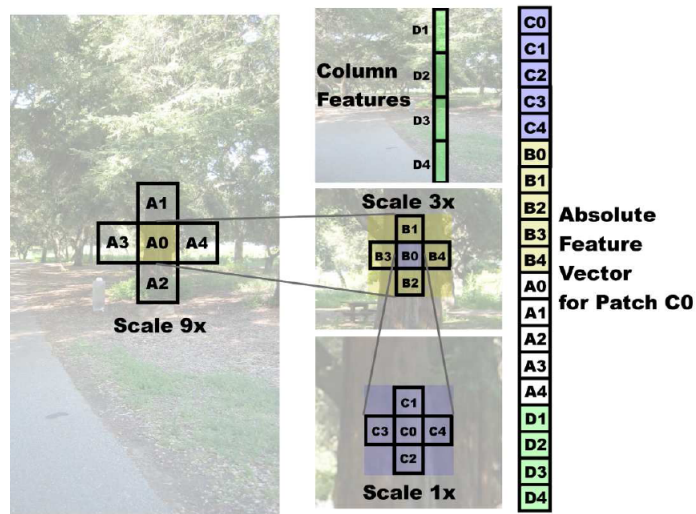 A1
A3 A0 A4
A2
Scale 9x
D1
D2
D3
D4
Column
Features
Scale 3x
B1
B3 B0 B4
B2
C1
C3 C0 C4
C2
Scale 1x
C0
C1
C2
C3
C4
B0
B1
B2
B3
B4
A0
A1
A2
A3
A4
D1
D2
D3
D4
Absolute
Feature
Vector
for Patch C0